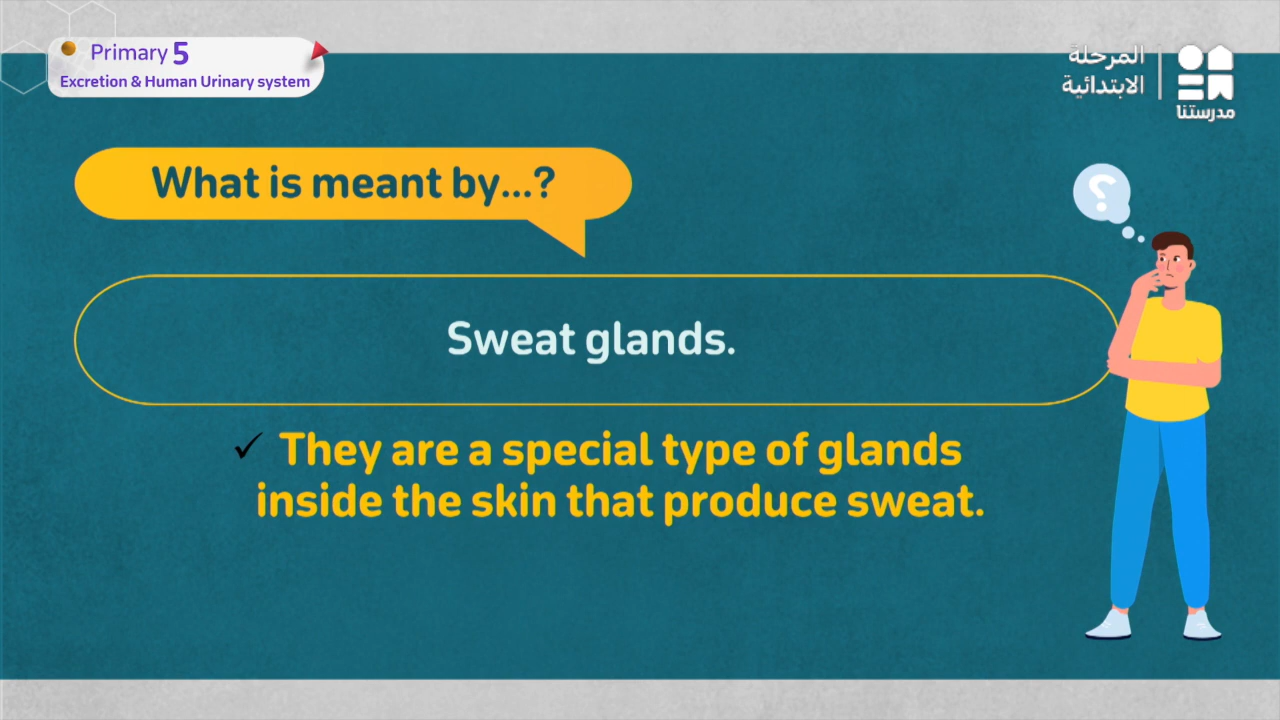 Primary 5
Excretion & Human Urinary system
المرحلة
الابتدائية
مدرستنا
What is meant by...?
?
Sweat glands.
✓ They are a special type of glands
inside the skin that produce sweat.